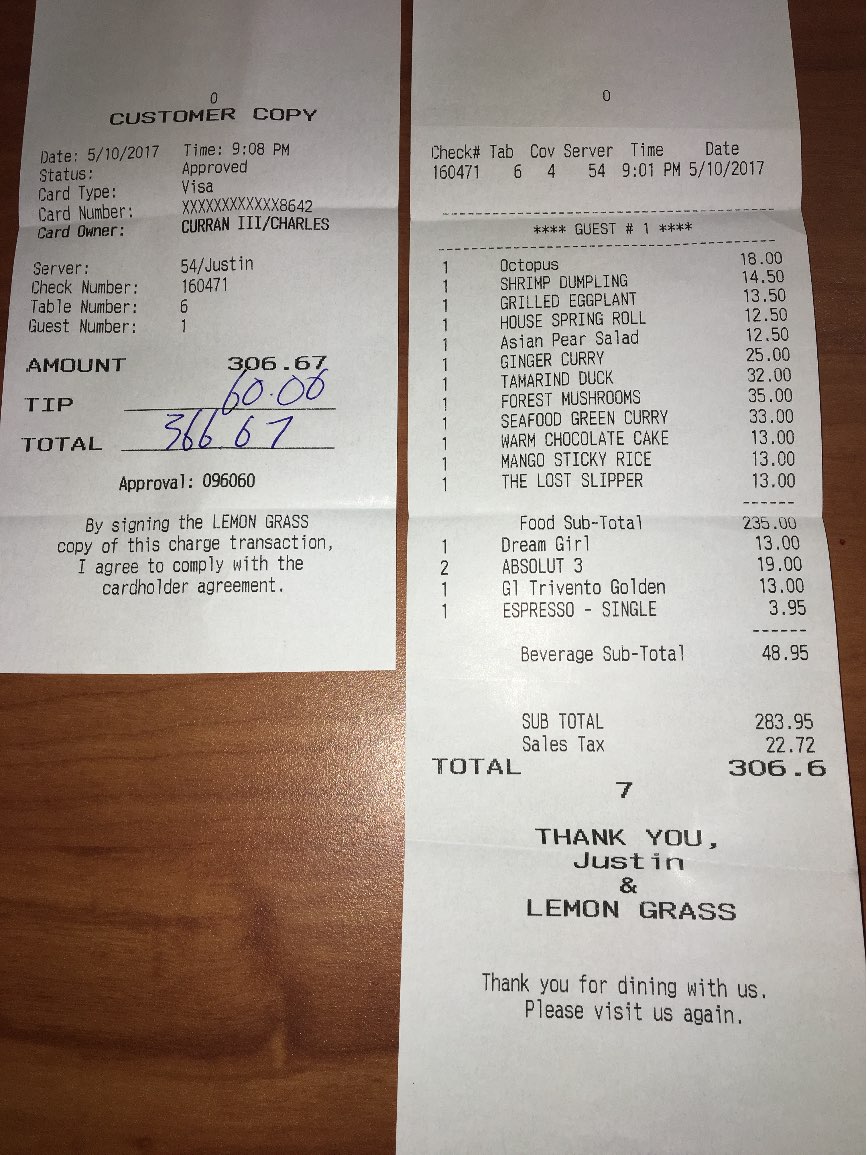 0
CUSTOMER COPY
Date: 5/10/2017 Time: 9:08 PM
Status: Approved
Card Type: Visa
Card Number: XXXXXXXXXXXX8642
Card Owner: CURRAN III/CHARLES
Server: 54/Justin
Check Number: 160471
Table Number: 6
Guest Number: 1
AMOUNT 306.67
TIP 60.00
TOTAL 366 67
Approval: 096060
By signing the LEMON GRASS
copy of this charge transaction,
I agree to comply with the
cardholder agreement.
0
Check# Tab Cov Server Time Date
160471 6 4 54 9:01 PM 5/10/2017
**** GUEST # 1 ****
1 Octopus 18.00
1 SHRIMP DUMPLING 14.50
1 GRILLED EGGPLANT 13.50
1 HOUSE SPRING ROLL 12.50
1 Asian Pear Salad 12.50
1 GINGER CURRY 25.00
1 TAMARIND DUCK 32.00
1 FOREST MUSHROOMS 35.00
1 SEAFOOD GREEN CURRY 33.00
1 WARM CHOCOLATE CAKE 13.00
1 MANGO STICKY RICE 13.00
1 THE LOST SLIPPER 13.00
Food Sub-Total 235.00
1 Dream Girl 13.00
2 ABSOLUT 3 19.00
1 Gl Trivento Golden 13.00
1 ESPRESSO - SINGLE 3.95
Beverage Sub-Total 48.95
SUB TOTAL 283.95
Sales Tax 22.72
TOTAL 306.6
7
THANK YOU,
Justin
&
LEMON GRASS
Thank you for dining with us.
Please visit us again.